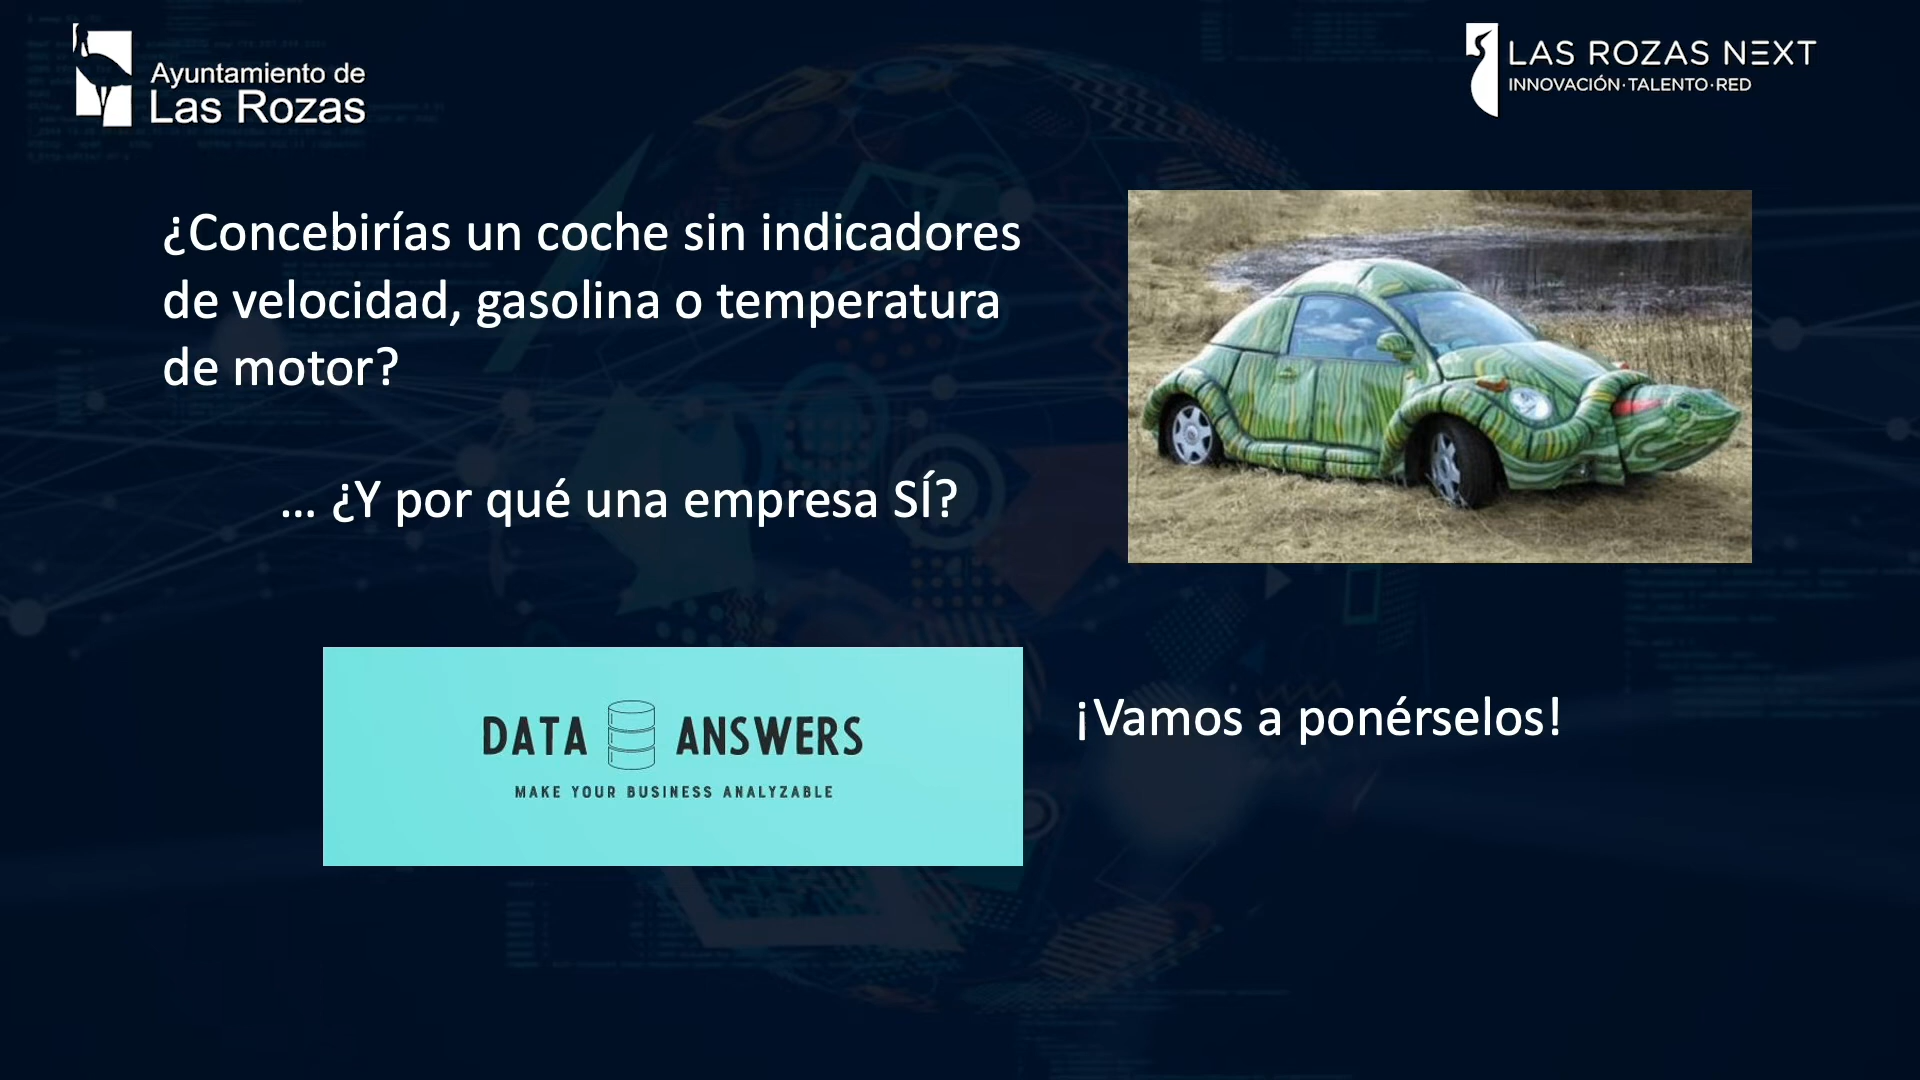 Ayuntamiento de
Las Rozas
LAS ROZAS NEXT
INNOVACIÓN·TALENTO·RED
¿Concebirías un coche sin indicadores
de velocidad, gasolina o temperatura
de motor?
... ¿Y por qué una empresa SÍ?
DATA ANSWERS
MAKE YOUR BUSINESS ANALYZABLE
¡Vamos a ponérselos!